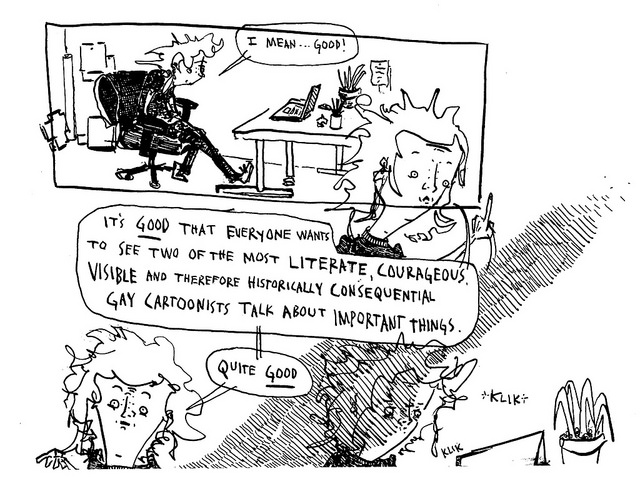 I MEAN... GOOD!
IT'S GOOD THAT EVERYONE WANTS
TO SEE TWO OF THE MOST LITERATE, COURAGEOUS,
VISIBLE AND THEREFORE HISTORICALLY CONSEQUENTIAL
GAY CARTOONISTS TALK ABOUT IMPORTANT THINGS.
QUITE GOOD
*KLIK*
KLIK